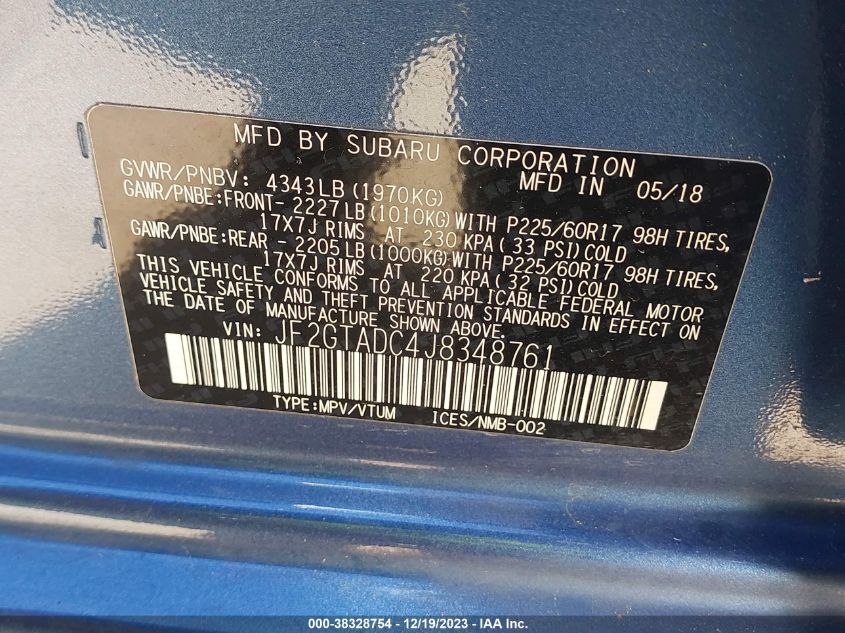 MFD BY SUBARU CORPORATION
GVWR/PNBV: 4343LB (1970KG) MFD IN 05/18
GAWR/PNBE:FRONT- 2227LB (1010KG) WITH P225/60R17 98H TIRES,
17X7J RIMS AT 230 KPA ( 33 PSI) COLD
GAWR/PNBE:REAR - 2205LB (1000KG) WITH P225/60R17 98H TIRES,
17X7J RIMS AT 220 KPA ( 32 PSI) COLD
THIS VEHICLE CONFORMS TO ALL APPLICABLE FEDERAL MOTOR
VEHICLE SAFETY AND THEFT PREVENTION STANDARDS IN EFFECT ON
THE DATE OF MANUFACTURE SHOWN ABOVE.
VIN: JF2GTADC4J8348761
TYPE:MPV/VTUM ICES/NMB-002
000-38328754 - 12/19/2023 - IAA Inc.